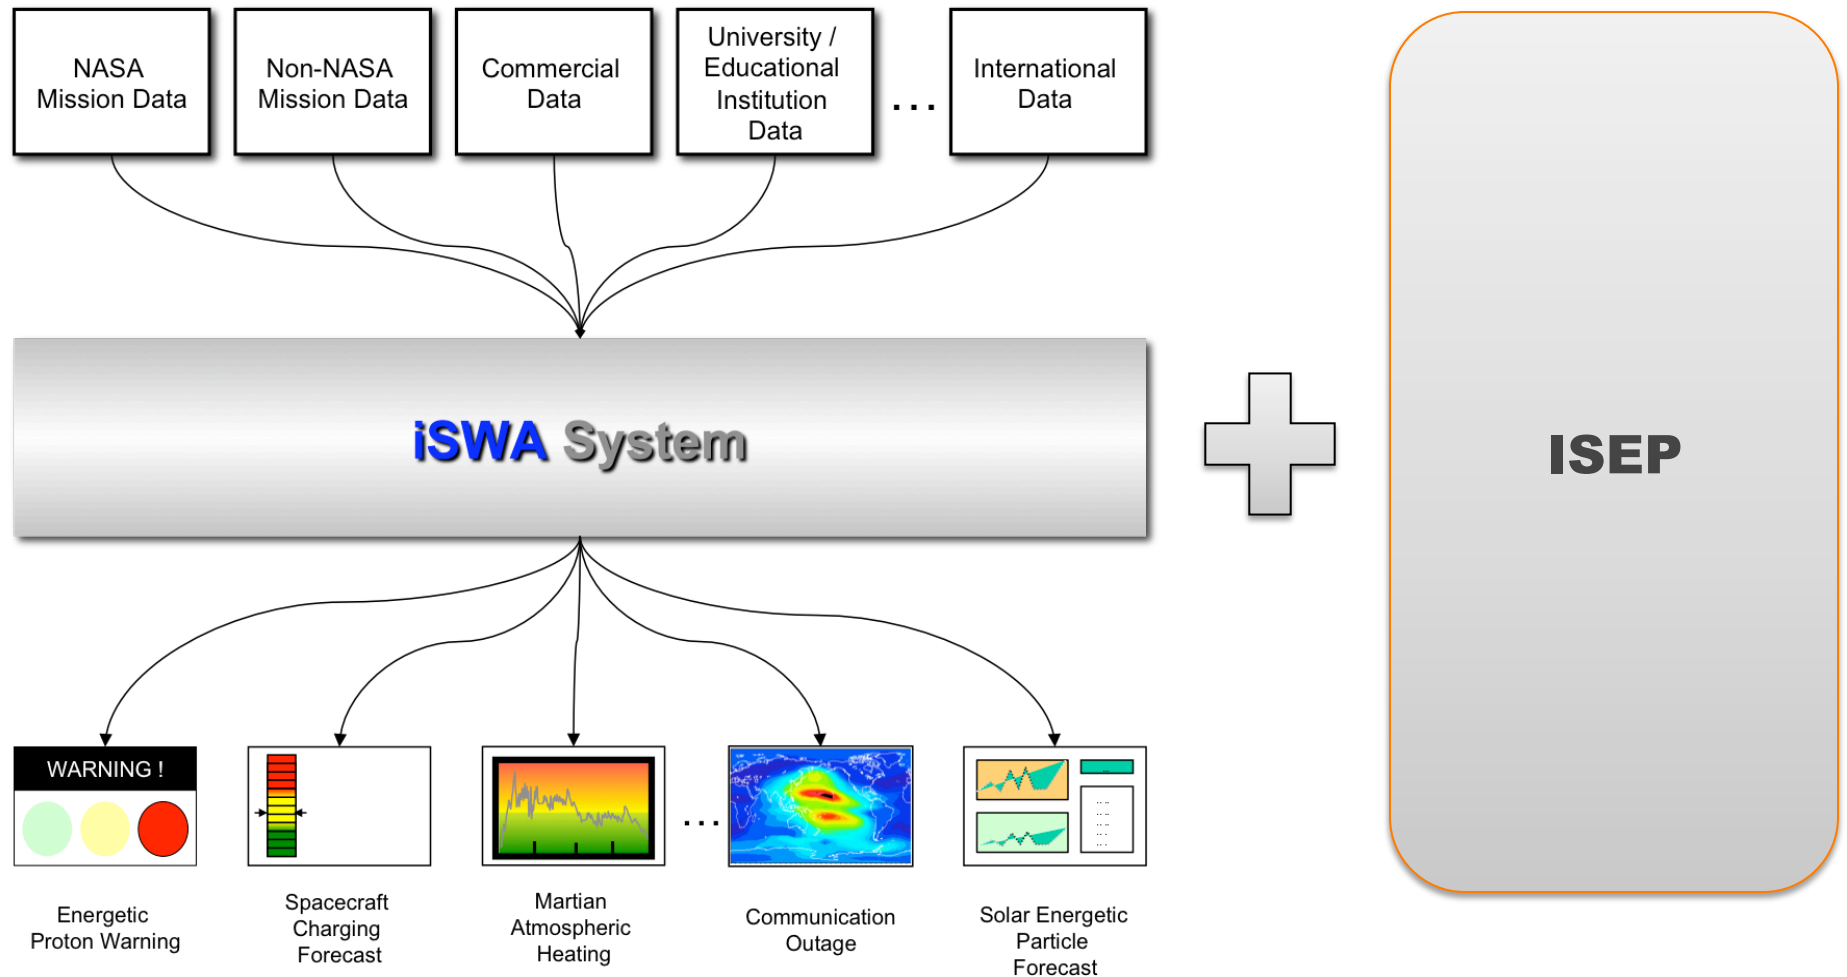 NASA
Mission Data
Non-NASA
Mission Data
Commercial
Data
University /
Educational
Institution
Data
...
International
Data
iSWA System
ISEP
WARNING !
...
Energetic
Proton Warning
Spacecraft
Charging
Forecast
Martian
Atmospheric
Heating
Communication
Outage
Solar Energetic
Particle
Forecast